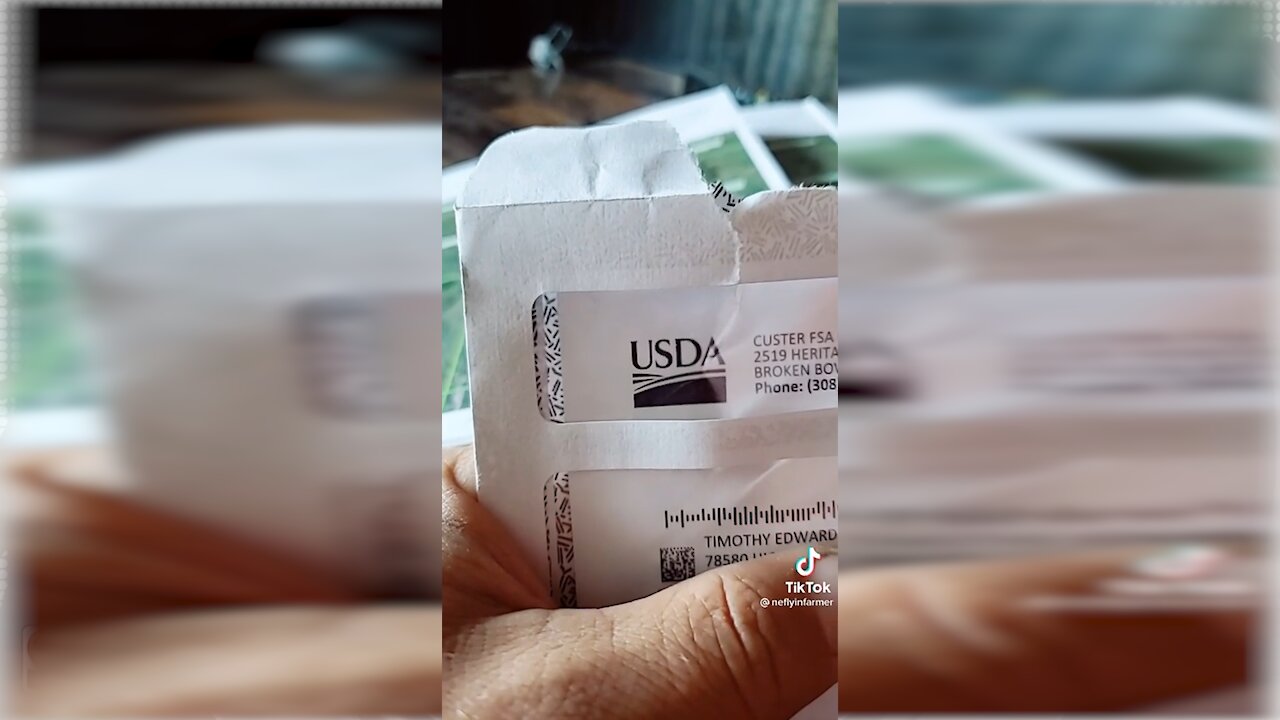 USDA
CUSTER FSA
2519 HERITA
BROKEN BOW
Phone: (308
TIMOTHY EDWARD
78580
TikTok
@neflyinfarmer